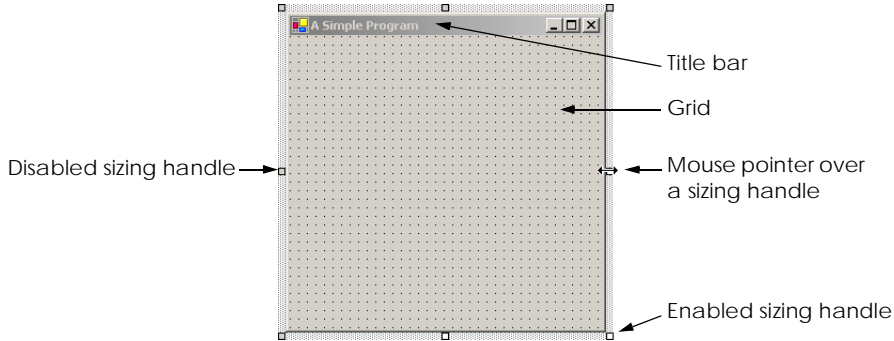 A Simple Program
Title bar
Grid
Disabled sizing handle
Mouse pointer over
a sizing handle
Enabled sizing handle